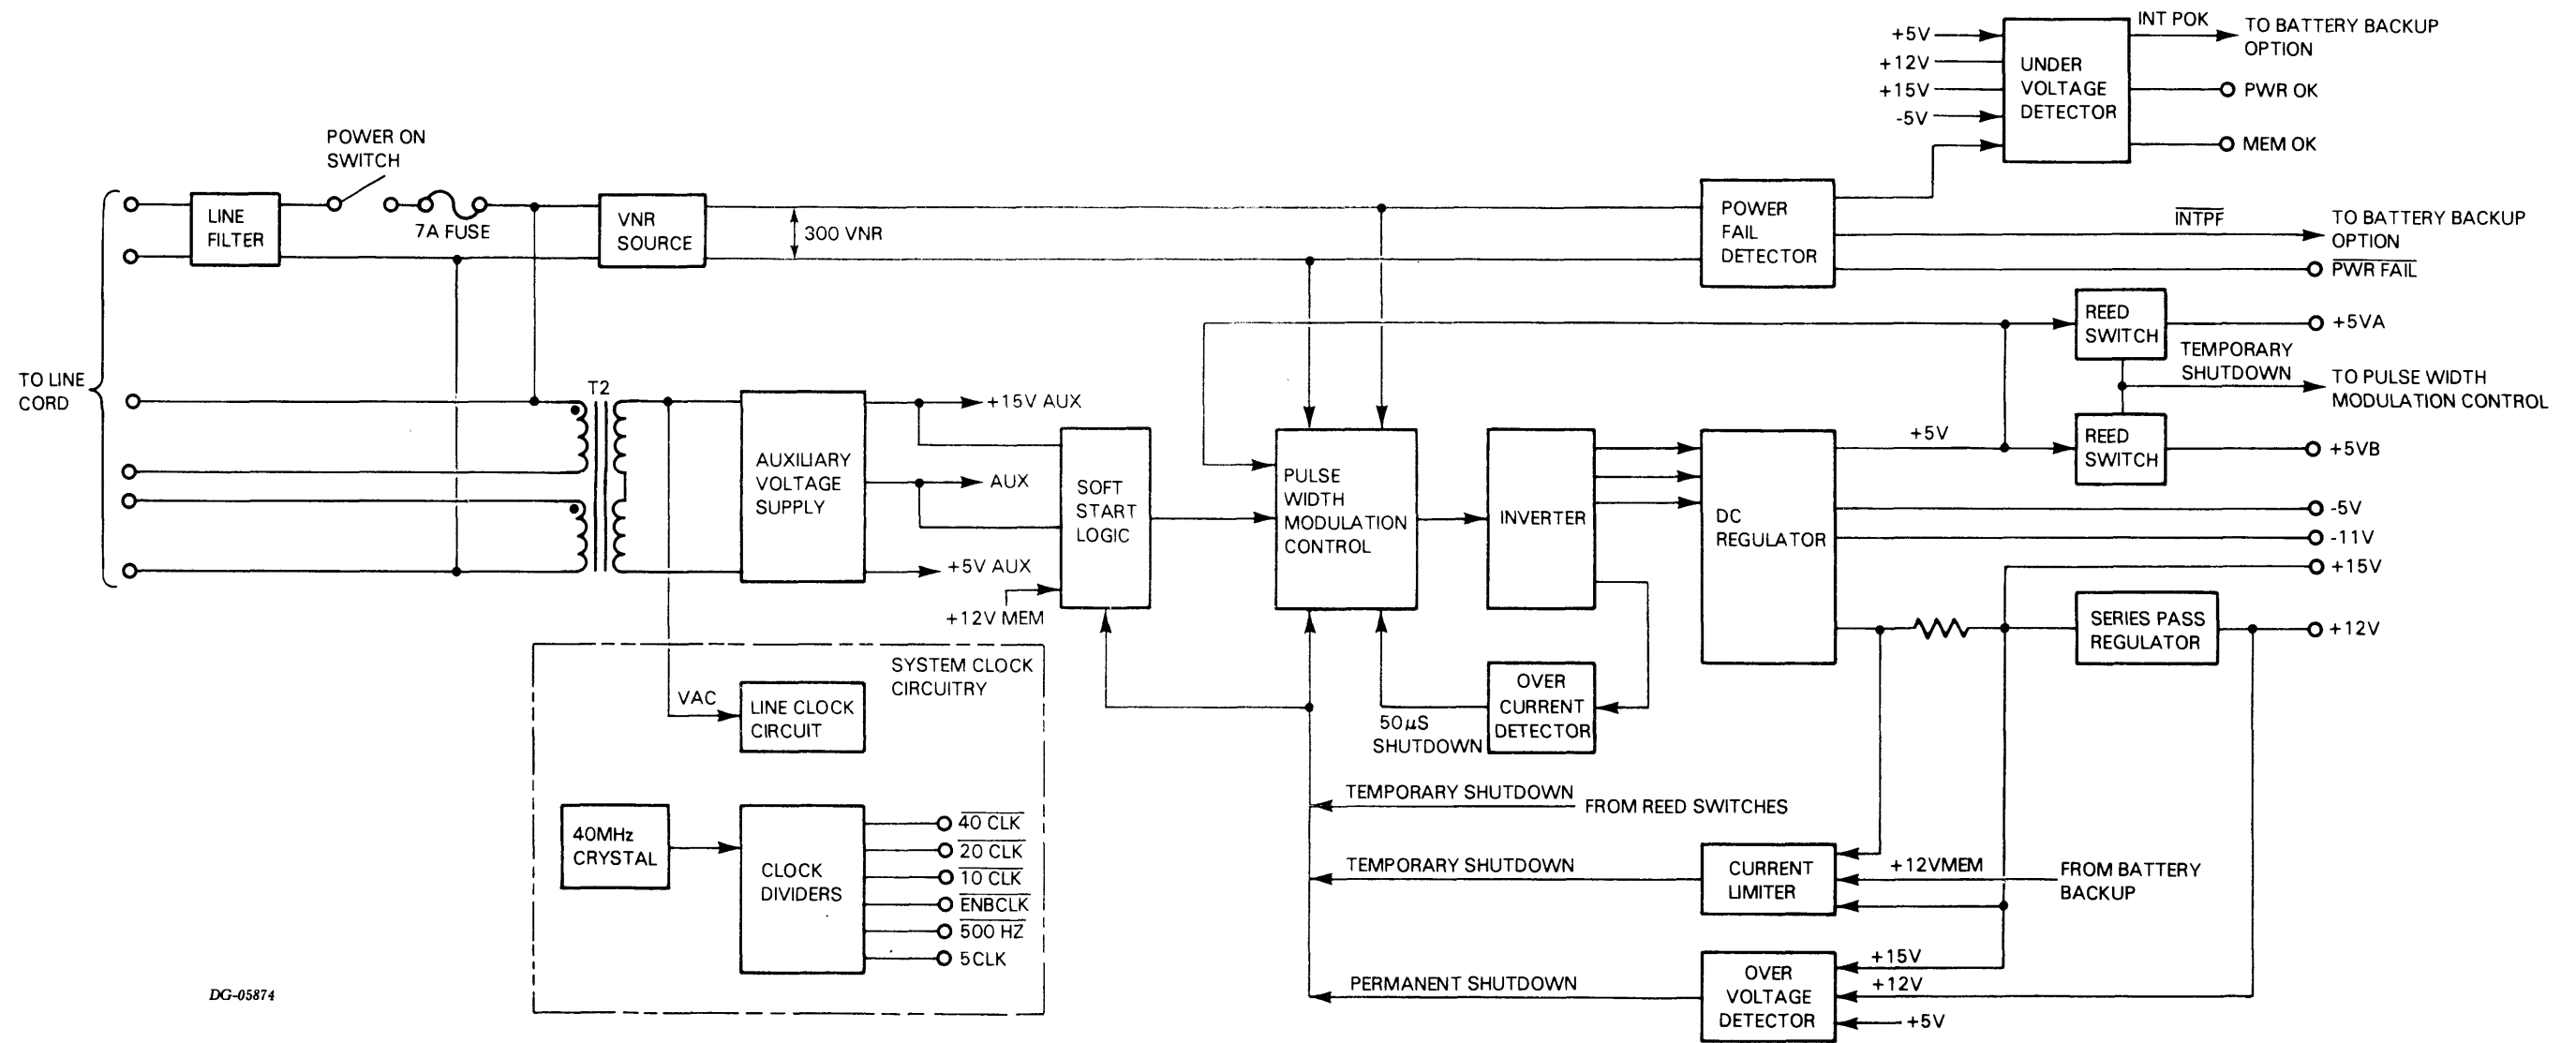 INT POK
TO BATTERY BACKUP
OPTION
+5V
+12V
+15V
-5V
UNDER
VOLTAGE
DETECTOR
PWR OK
MEM OK
POWER ON
SWITCH
LINE
FILTER
7A FUSE
VNR
SOURCE
300 VNR
POWER
FAIL
DETECTOR
INTPF
TO BATTERY BACKUP
OPTION
PWR FAIL
REED
SWITCH
+5VA
TEMPORARY
SHUTDOWN
TO PULSE WIDTH
MODULATION CONTROL
TO LINE
CORD
T2
AUXILIARY
VOLTAGE
SUPPLY
+15V AUX
AUX
+5V AUX
+12V MEM
SOFT
START
LOGIC
PULSE
WIDTH
MODULATION
CONTROL
INVERTER
DC
REGULATOR
+5V
REED
SWITCH
+5VB
-5V
-11V
+15V
SERIES PASS
REGULATOR
+12V
OVER
CURRENT
DETECTOR
50μS
SHUTDOWN
SYSTEM CLOCK
CIRCUITRY
VAC
LINE CLOCK
CIRCUIT
40MHz
CRYSTAL
CLOCK
DIVIDERS
40 CLK
20 CLK
10 CLK
ENBCLK
500 HZ
5CLK
TEMPORARY SHUTDOWN
FROM REED SWITCHES
TEMPORARY SHUTDOWN
CURRENT
LIMITER
+12VMEM
FROM BATTERY
BACKUP
PERMANENT SHUTDOWN
OVER
VOLTAGE
DETECTOR
+15V
+12V
+5V
DG-05874